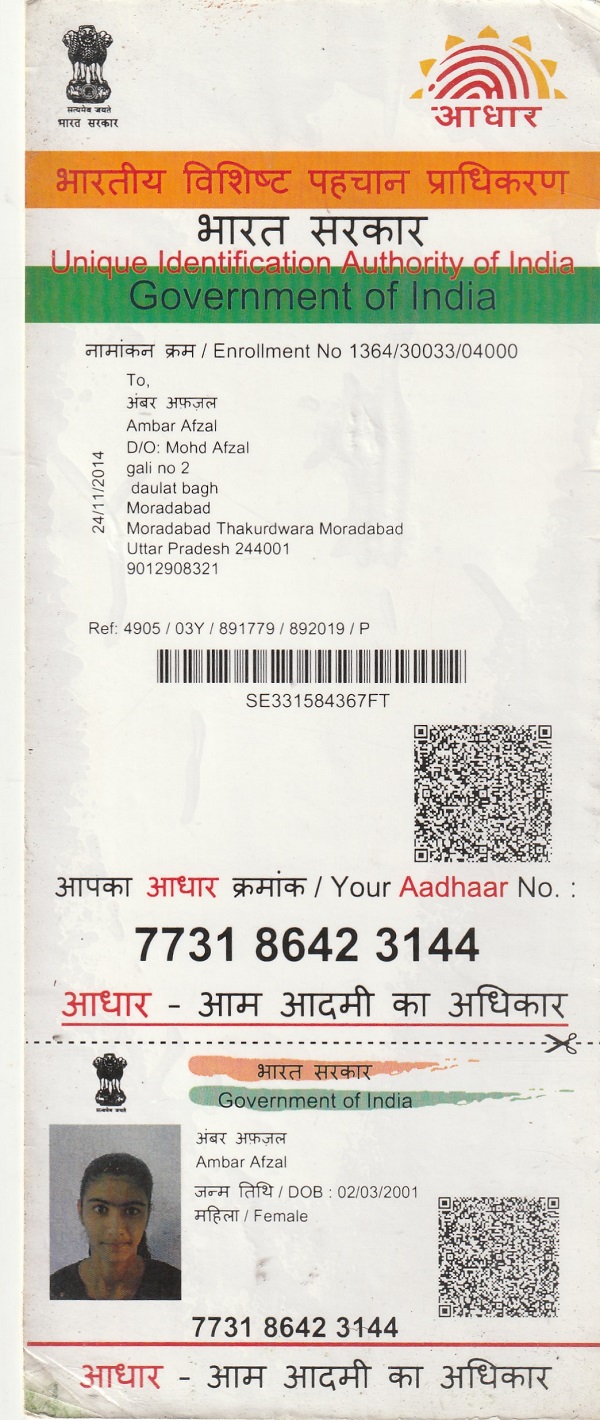 सत्यमेव जयते
भारत सरकार
आधार
भारतीय विशिष्ट पहचान प्राधिकरण
भारत सरकार
Unique Identification Authority of India
Government of India
नामांकन क्रम / Enrollment No 1364/30033/04000
To,
अंबर अफ़ज़ल
Ambar Afzal
D/O: Mohd Afzal
gali no 2
daulat bagh
Moradabad
Moradabad Thakurdwara Moradabad
Uttar Pradesh 244001
9012908321
24/11/2014
Ref: 4905 / 03Y / 891779 / 892019 / P
SE331584367FT
आपका आधार क्रमांक / Your Aadhaar No. :
7731 8642 3144
आधार - आम आदमी का अधिकार
सत्यमेव जयते
भारत सरकार
Government of India
अंबर अफ़ज़ल
Ambar Afzal
जन्म तिथि / DOB : 02/03/2001
महिला / Female
7731 8642 3144
आधार - आम आदमी का अधिकार